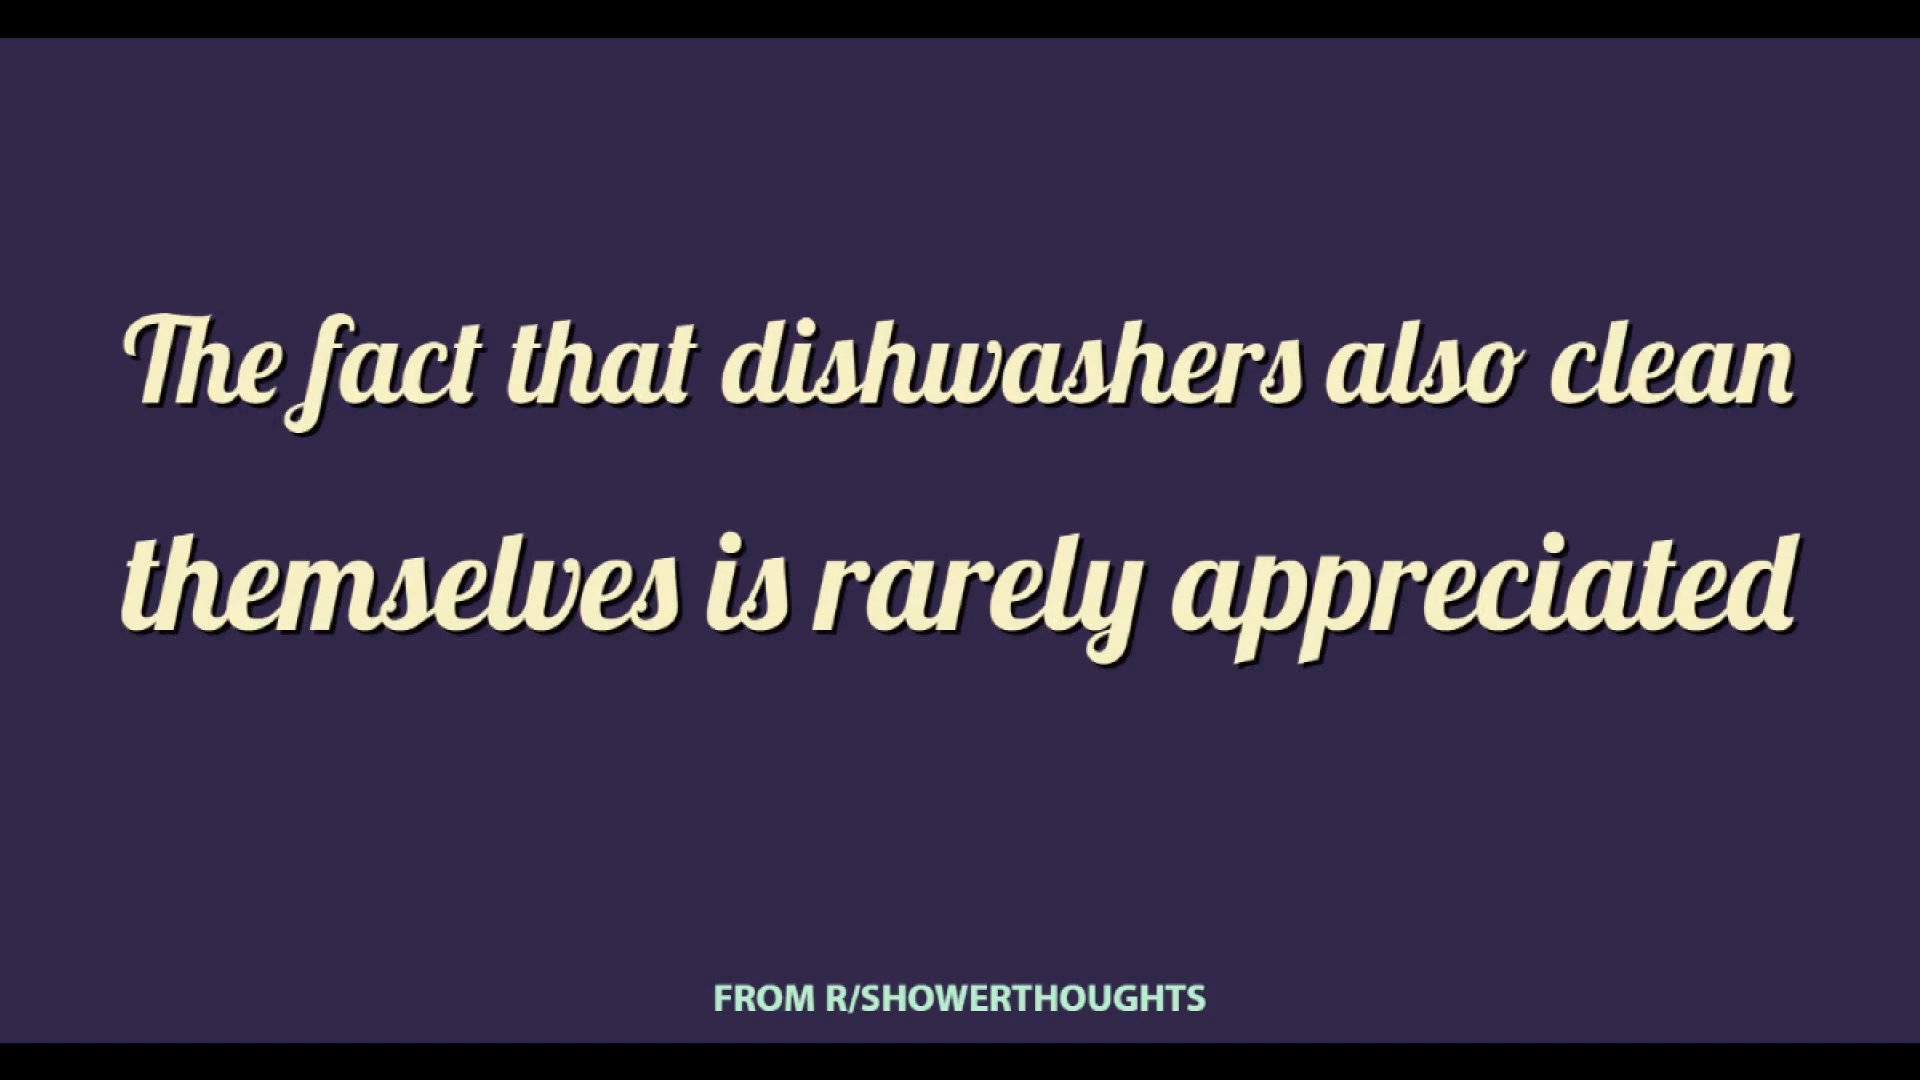 The fact that dishwashers also clean
themselves is rarely appreciated
FROM R/SHOWERTHOUGHTS